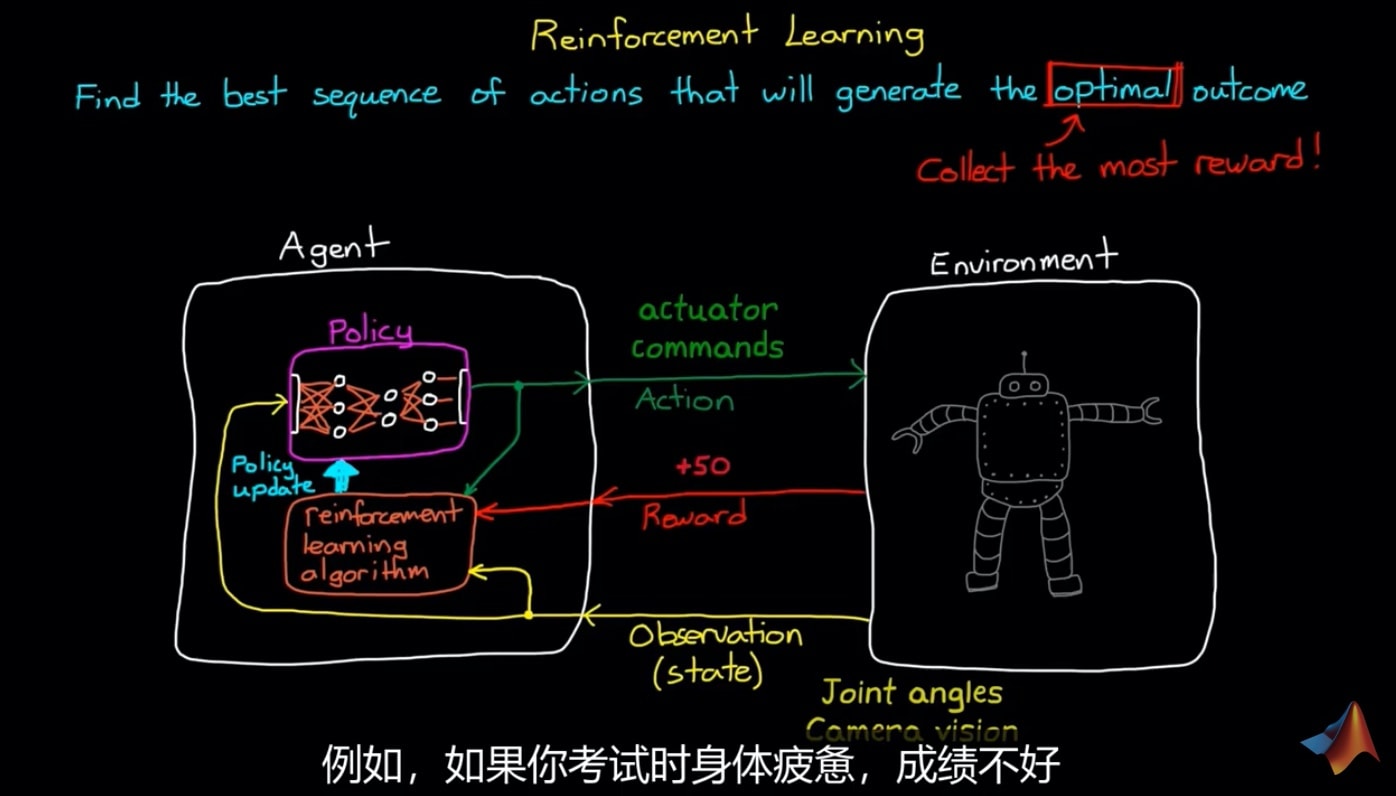 Reinforcement Learning
Find the best sequence of actions that will generate the optimal outcome
Collect the most reward!
Agent
Environment
Policy
actuator
commands
Action
Policy
update
+50
Reward
reinforcement
learning
algorithm
Observation
(state)
Joint angles
Camera vision
例如，如果你考试时身体疲惫，成绩不好